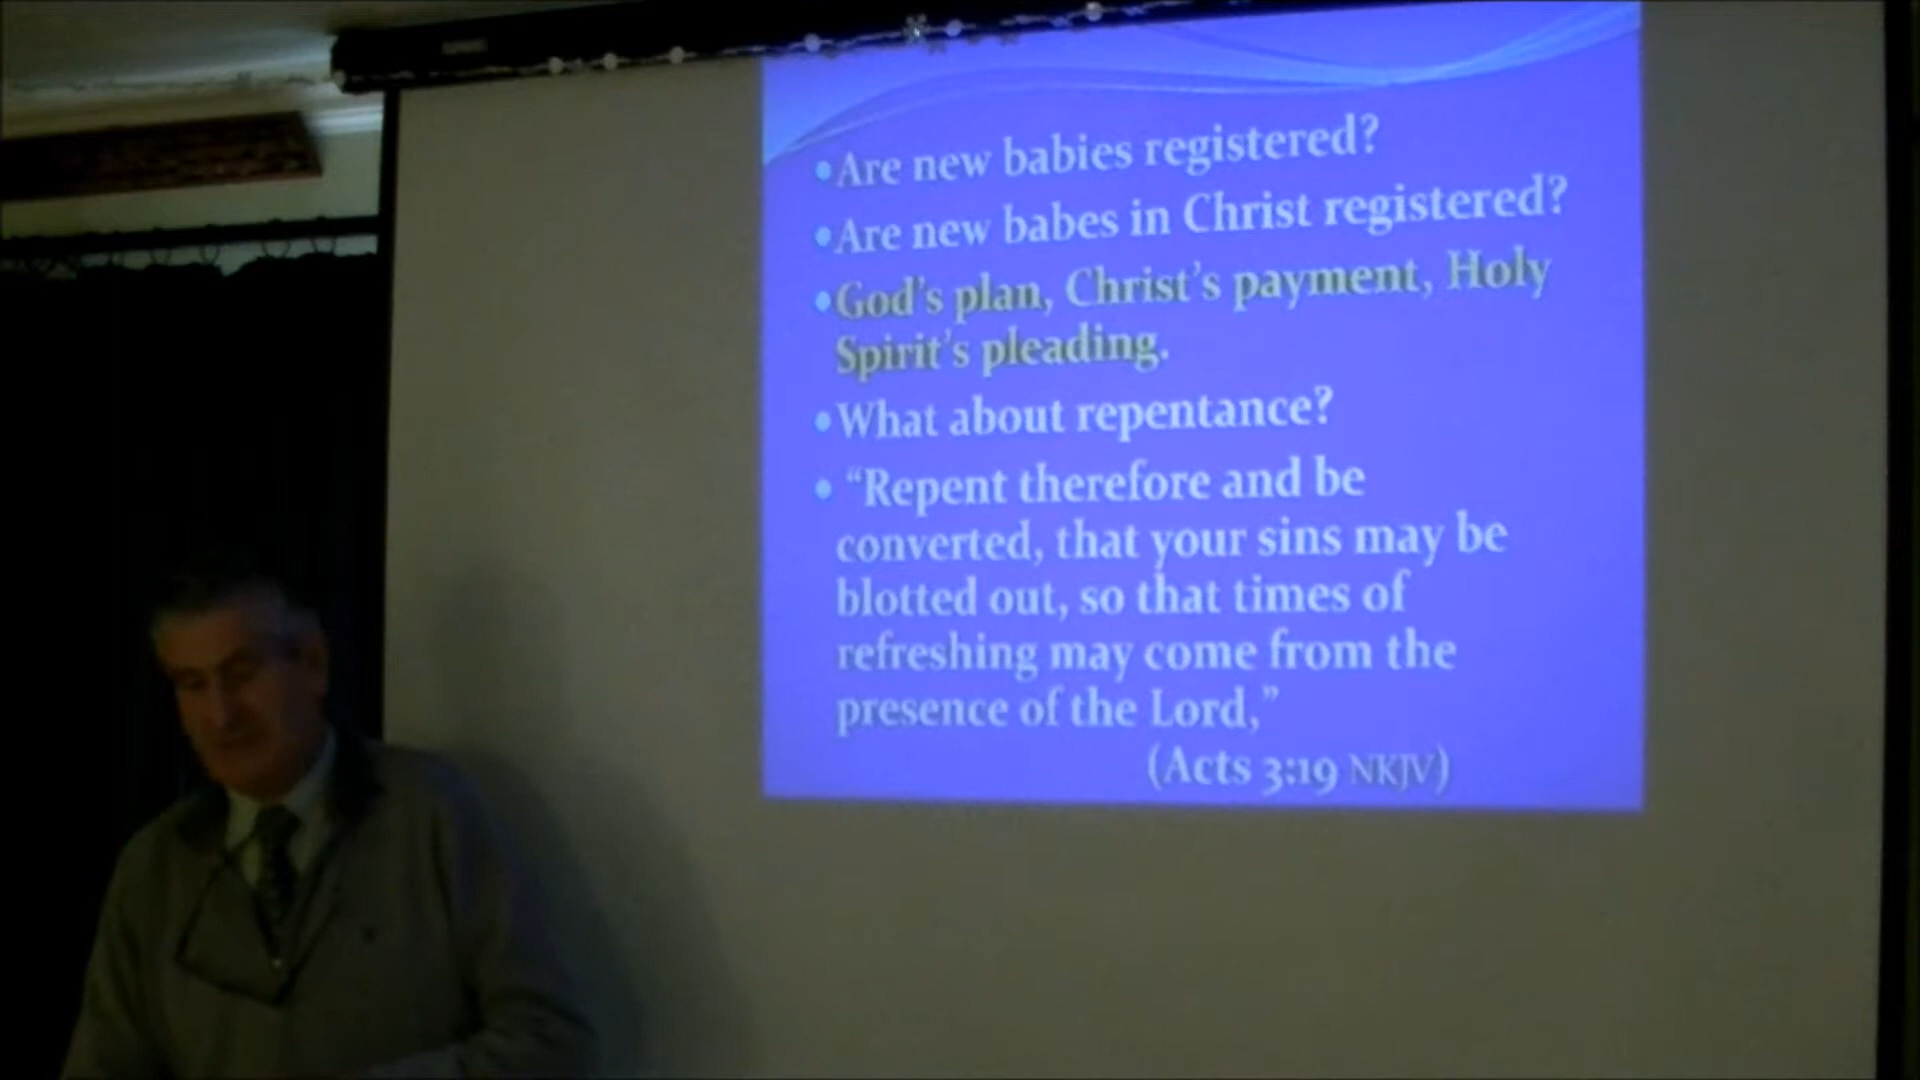 •Are new babies registered?
•Are new babes in Christ registered?
•God's plan, Christ's payment, Holy
Spirit's pleading.
•What about repentance?
• “Repent therefore and be
converted, that your sins may be
blotted out, so that times of
refreshing may come from the
presence of the Lord,”
(Acts 3:19 NKJV)